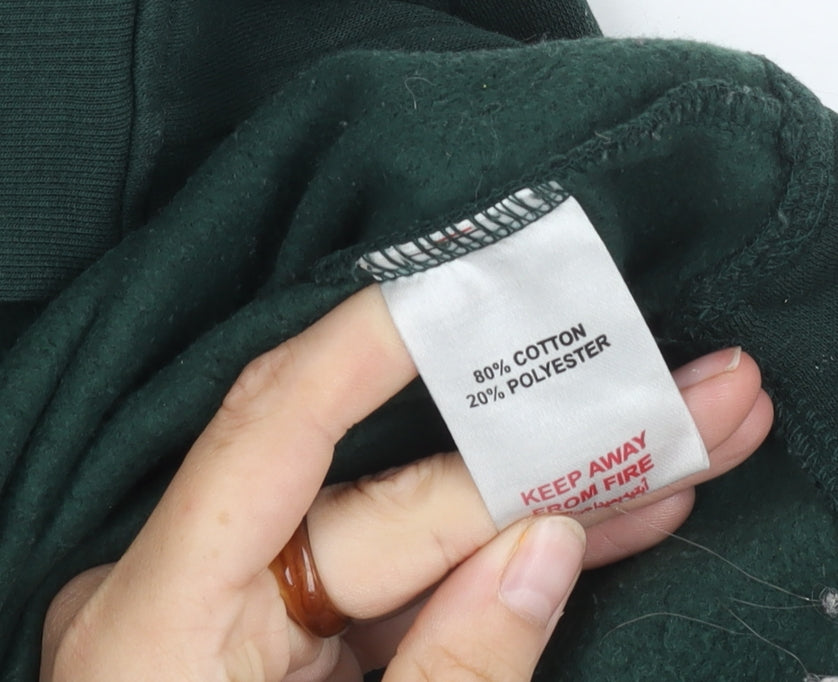 80% COTTON
20% POLYESTER
KEEP AWAY
FROM FIRE